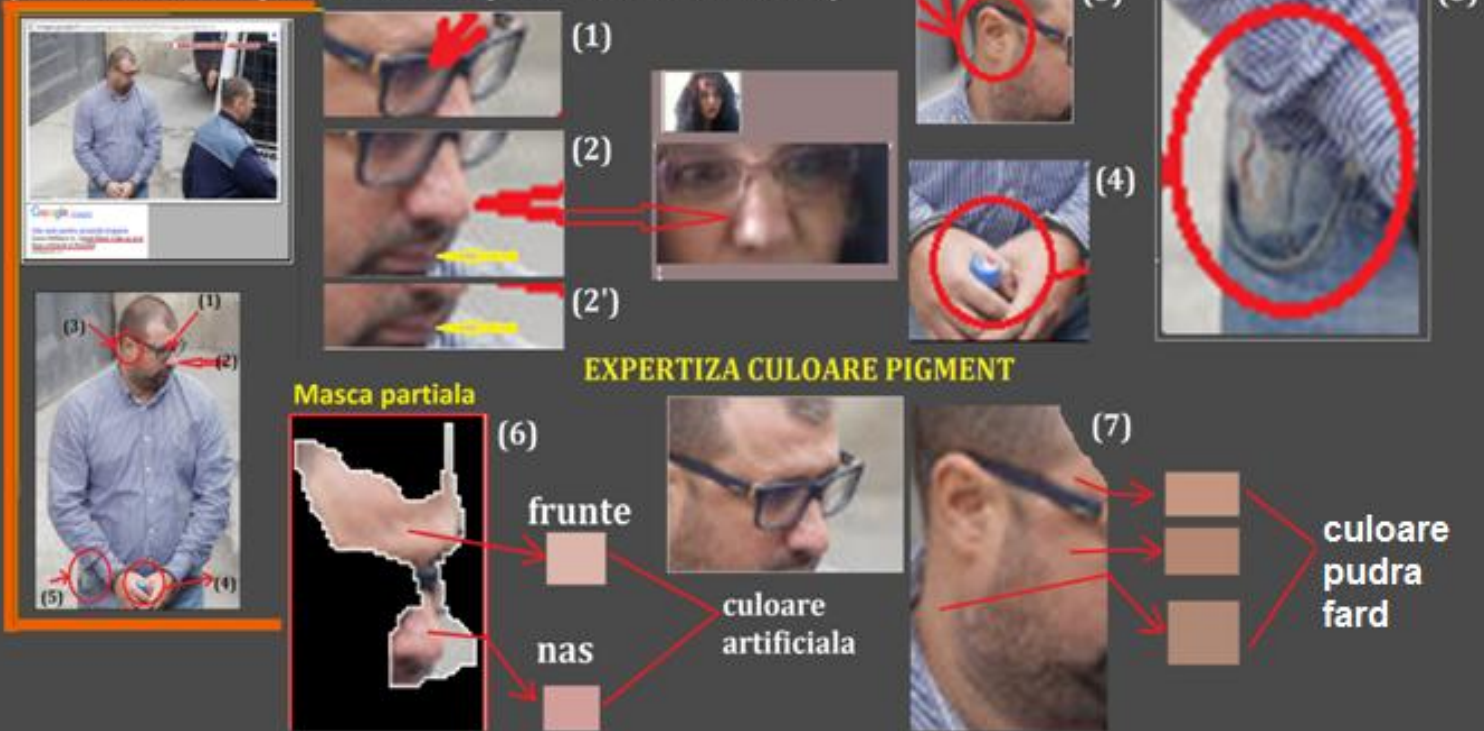 (1)
(2)
(2')
(4)
Google
(1)
(3)
(2)
(5)
(4)
EXPERTIZA CULOARE PIGMENT
Masca partiala
(6)
(7)
frunte
nas
culoare
artificiala
culoare
pudra
fard